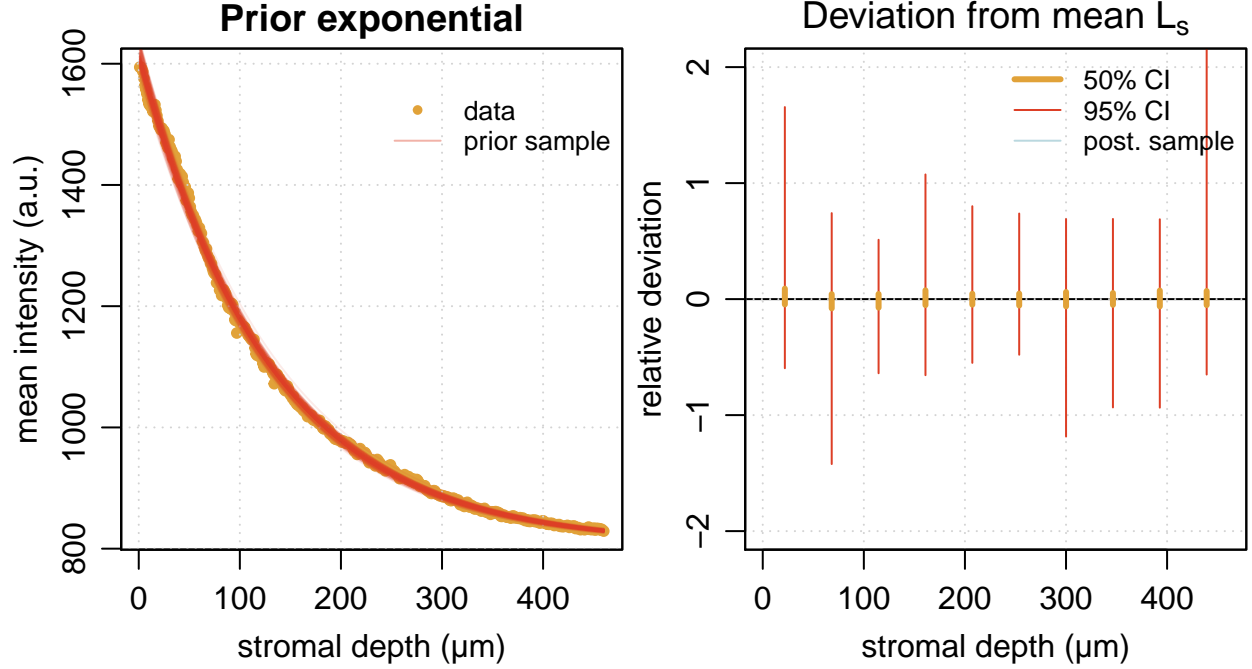 Prior exponential
mean intensity (a.u.)
1600
1400
1200
1000
800
data
prior sample
0
100
200
300
400
stromal depth (µm)
Deviation from mean Ls
relative deviation
2
1
0
−1
−2
50% CI
95% CI
post. sample
0
100
200
300
400
stromal depth (µm)